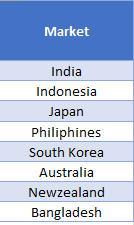 Market
India
Indonesia
Japan
Philiphines
South Korea
Australia
Newzealand
Bangladesh